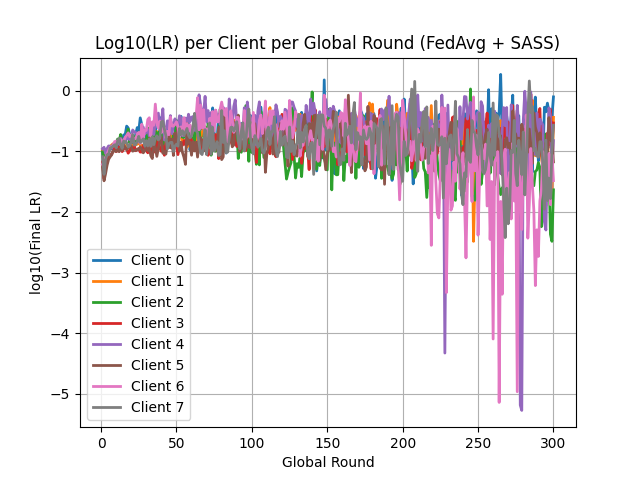 Log10(LR) per Client per Global Round (FedAvg + SASS)
log10(Final LR)
0
−1
−2
−3
−4
−5
Client 0
Client 1
Client 2
Client 3
Client 4
Client 5
Client 6
Client 7
0 50 100 150 200 250 300
Global Round